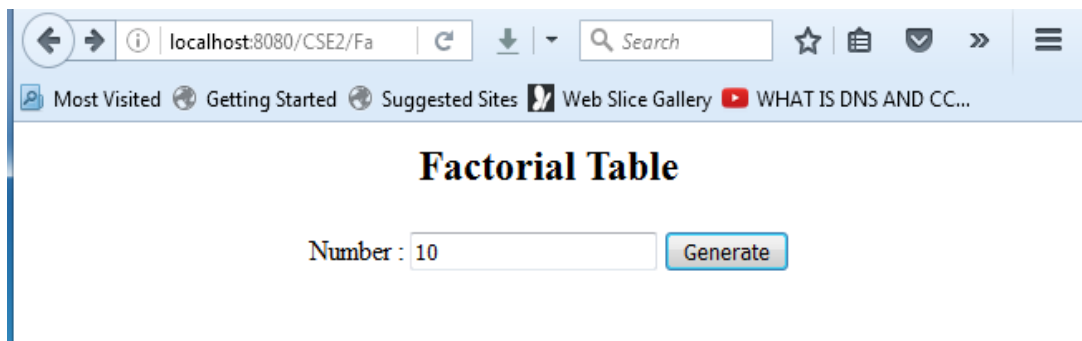 localhost:8080/CSE2/Fa Search
Most Visited Getting Started Suggested Sites Web Slice Gallery WHAT IS DNS AND CC...
Factorial Table
Number : 10 Generate